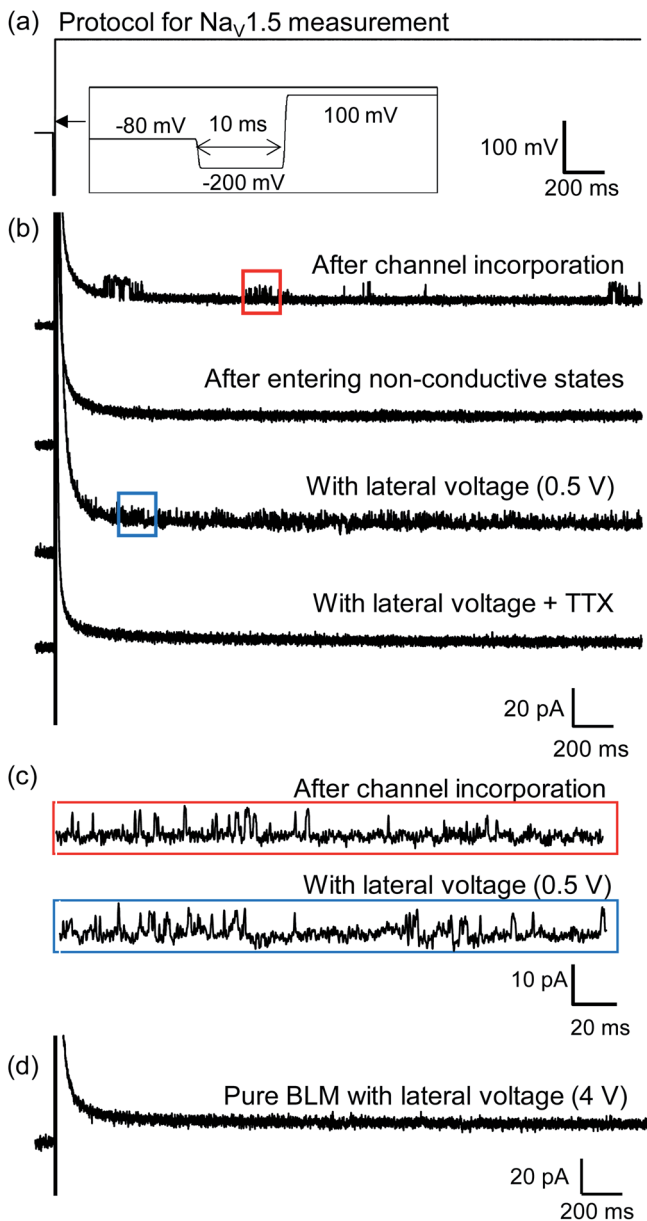 (a) Protocol for NaV1.5 measurement
-80 mV
10 ms
100 mV
-200 mV
100 mV
200 ms
(b)
After channel incorporation
After entering non-conductive states
With lateral voltage (0.5 V)
With lateral voltage + TTX
20 pA
200 ms
(c)
After channel incorporation
With lateral voltage (0.5 V)
10 pA
20 ms
(d)
Pure BLM with lateral voltage (4 V)
20 pA
200 ms